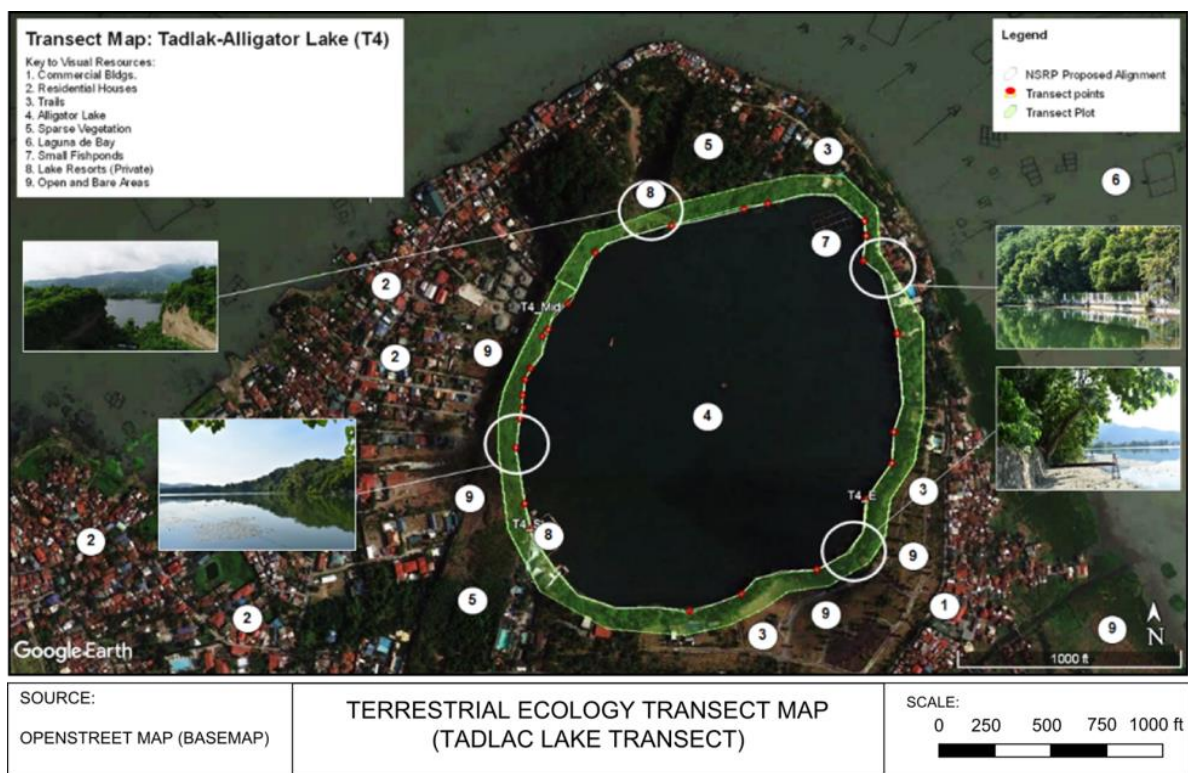 Transect Map: Tadlak-Alligator Lake (T4)
Key to Visual Resources:
1. Commercial Bldgs.
2. Residential Houses
3. Trails
4. Alligator Lake
5. Sparse Vegetation
6. Laguna de Bay
7. Small Fishponds
8. Lake Resorts (Private)
9. Open and Bare Areas
Legend
NSRP Proposed Alignment
Transect points
Transect Plot
5
3
6
8
7
2
T4_Mid
2
9
4
9
T4_E
3
T4_S
8
2
9
5
2
3
9
1
9
N
Google Earth
1000 ft
SOURCE:
OPENSTREET MAP (BASEMAP)
TERRESTRIAL ECOLOGY TRANSECT MAP
(TADLAC LAKE TRANSECT)
SCALE:
0 250 500 750 1000 ft